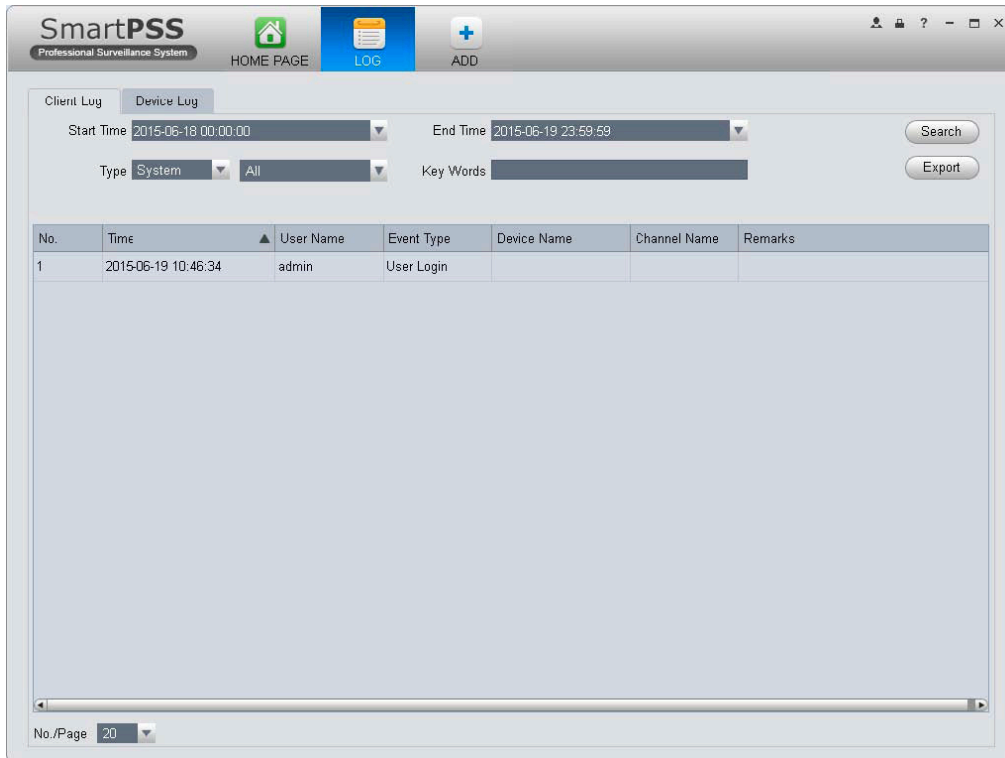 SmartPSS
Professional Surveillance System
HOME PAGE
LOG
ADD
?
Client Log
Device Log
Start Time 2015-06-18 00:00:00
End Time 2015-06-19 23:59:59
Search
Type System
All
Key Words
Export
No. Time User Name Event Type Device Name Channel Name Remarks
1 2015-06-19 10:46:34 admin User Login
No./Page 20